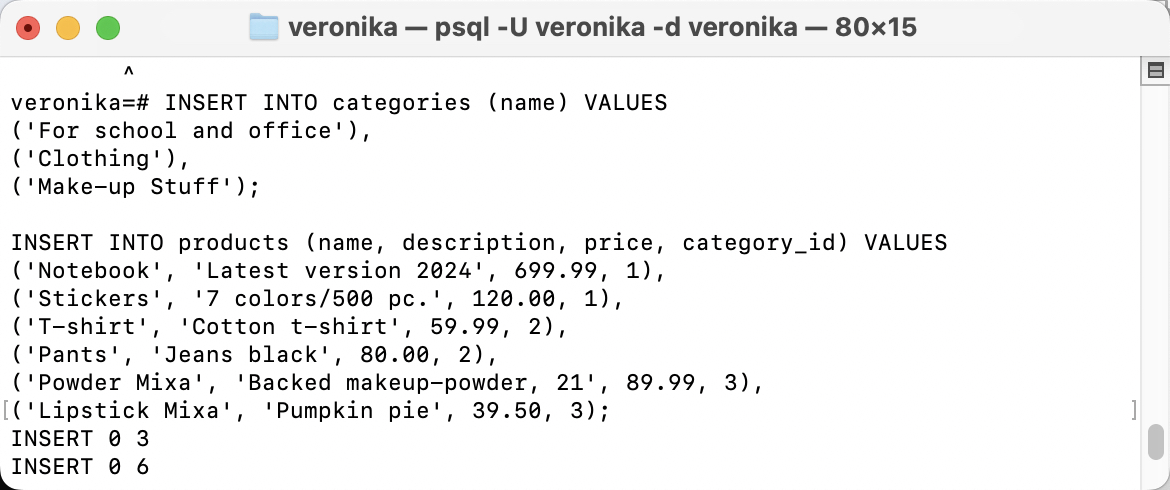 veronika — psql -U veronika -d veronika — 80×15
^
veronika=# INSERT INTO categories (name) VALUES
('For school and office'),
('Clothing'),
('Make-up Stuff');
INSERT INTO products (name, description, price, category_id) VALUES
('Notebook', 'Latest version 2024', 699.99, 1),
('Stickers', '7 colors/500 pc.', 120.00, 1),
('T-shirt', 'Cotton t-shirt', 59.99, 2),
('Pants', 'Jeans black', 80.00, 2),
('Powder Mixa', 'Backed makeup-powder, 21', 89.99, 3),
[('Lipstick Mixa', 'Pumpkin pie', 39.50, 3); ]
INSERT 0 3
INSERT 0 6